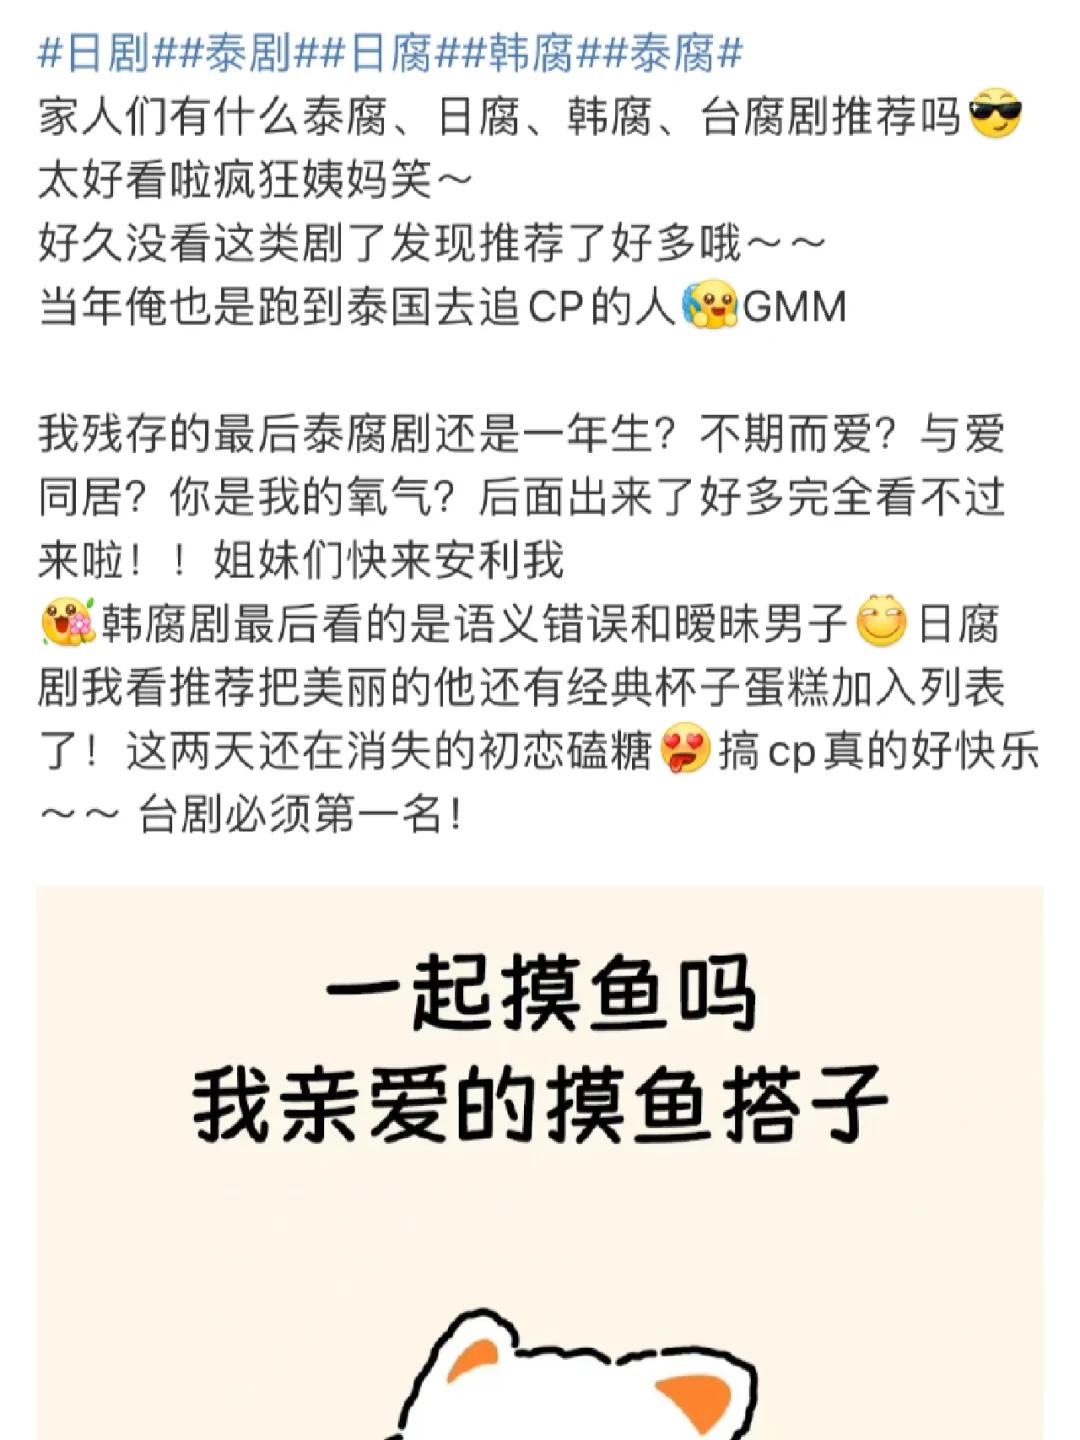 #日剧##泰剧##日腐##韩腐##泰腐#
家人们有什么泰腐、日腐、韩腐、台腐剧推荐吗😎
太好看啦疯狂姨妈笑～
好久没看这类剧了发现推荐了好多哦～～
当年俺也是跑到泰国去追CP的人GMM
我残存的最后泰腐剧还是一年生？不期而爱？与爱
同居？你是我的氧气？后面出来了好多完全看不过
来啦！！姐妹们快来安利我
韩腐剧最后看的是语义错误和暧昧男子日腐
剧我看推荐把美丽的他还有经典杯子蛋糕加入列表
了！这两天还在消失的初恋磕糖搞cp真的好快乐
～～ 台剧必须第一名！
一起摸鱼吗
我亲爱的摸鱼搭子